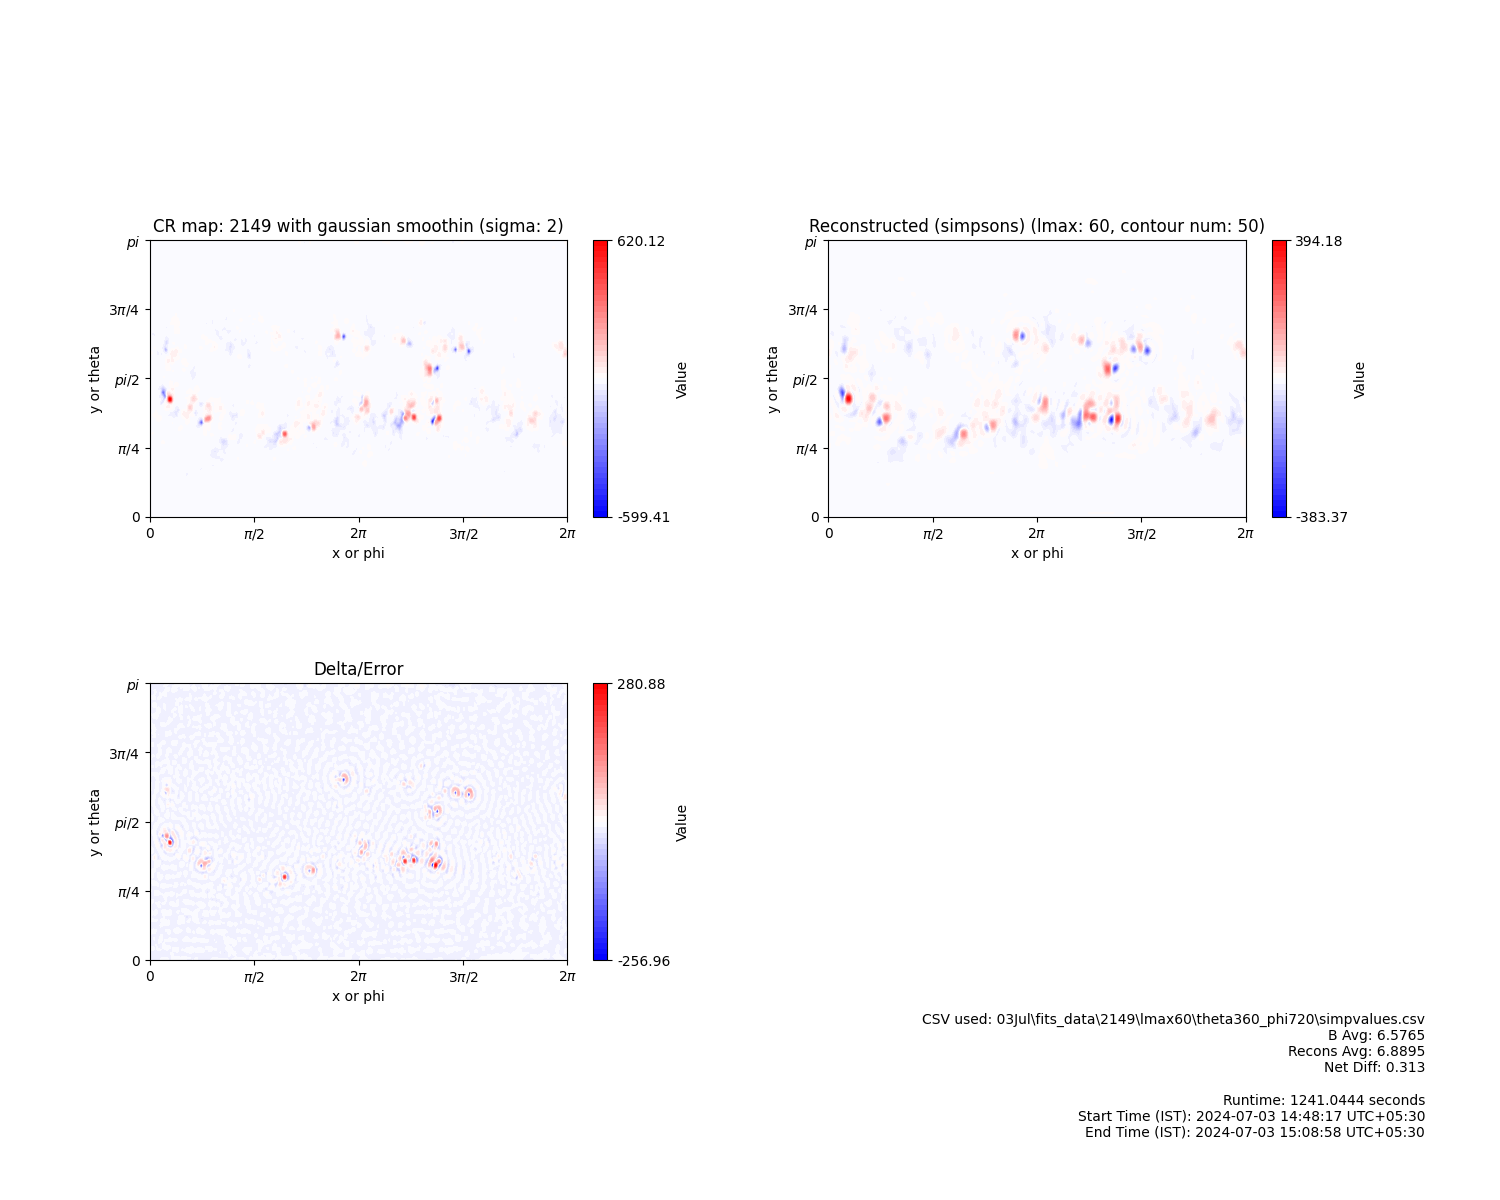 CR map: 2149 with gaussian smoothin (sigma: 2)
pi
3π/4
pi/2
π/4
0
y or theta
0
π/2
2π
3π/2
2π
x or phi
620.12
-599.41
Value
Reconstructed (simpsons) (lmax: 60, contour num: 50)
pi
3π/4
pi/2
π/4
0
y or theta
0
π/2
2π
3π/2
2π
x or phi
394.18
-383.37
Value
Delta/Error
pi
3π/4
pi/2
π/4
0
y or theta
0
π/2
2π
3π/2
2π
x or phi
280.88
-256.96
Value
CSV used: 03Jul\fits_data\2149\lmax60\theta360_phi720\simpvalues.csv
B Avg: 6.5765
Recons Avg: 6.8895
Net Diff: 0.313
Runtime: 1241.0444 seconds
Start Time (IST): 2024-07-03 14:48:17 UTC+05:30
End Time (IST): 2024-07-03 15:08:58 UTC+05:30